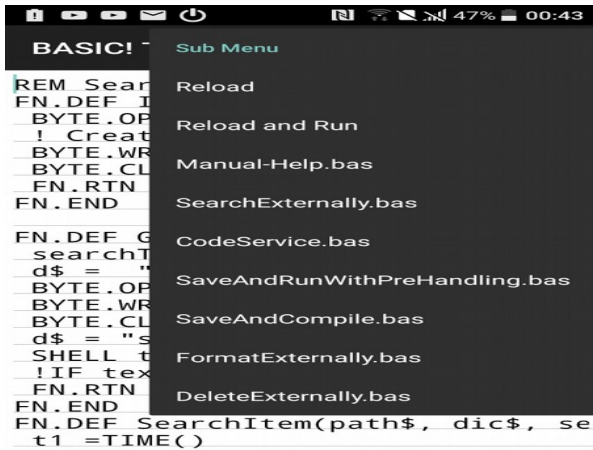 47% 00:43
BASIC!
Sub Menu
Reload
Reload and Run
Manual-Help.bas
SearchExternally.bas
CodeService.bas
SaveAndRunWithPreHandling.bas
SaveAndCompile.bas
FormatExternally.bas
DeleteExternally.bas
REM Sear
FN.DEF I
BYTE.OP
! Creat
BYTE.WR
BYTE.CL
FN.RTN
FN.END
FN.DEF G
searchT
d$ = "
BYTE.OP
BYTE.WR
BYTE.CL
d$ = "s
SHELL t
!IF tex
FN.RTN
FN.END
FN.DEF SearchItem(path$, dic$, se
t1 =TIME()